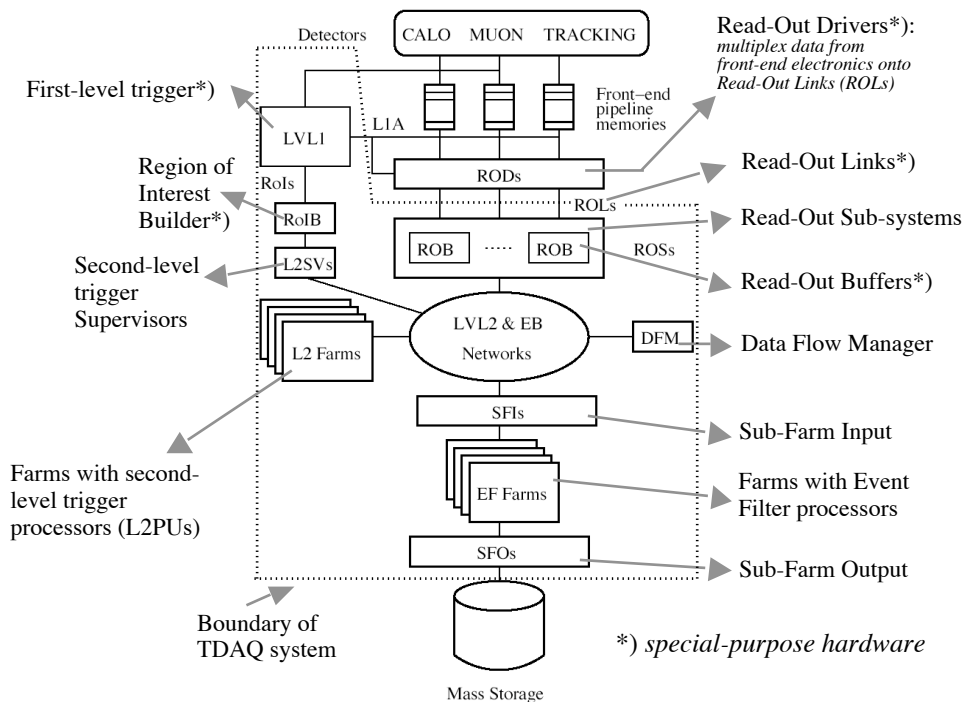 Detectors
CALO MUON TRACKING
Read-Out Drivers*):
multiplex data from
front-end electronics onto
Read-Out Links (ROLs)
First-level trigger*)
Front–end
pipeline
memories
LVL1
L1A
RODs
Read-Out Links*)
Region of
Interest
Builder*)
RoIs
ROLs
RoIB
Read-Out Sub-systems
ROB ..... ROB
ROSs
Second-level
trigger
Supervisors
L2SVs
Read-Out Buffers*)
LVL2 & EB
Networks
DFM
Data Flow Manager
L2 Farms
SFIs
Sub-Farm Input
Farms with second-
level trigger
processors (L2PUs)
EF Farms
Farms with Event
Filter processors
SFOs
Sub-Farm Output
Boundary of
TDAQ system
*) special-purpose hardware
Mass Storage